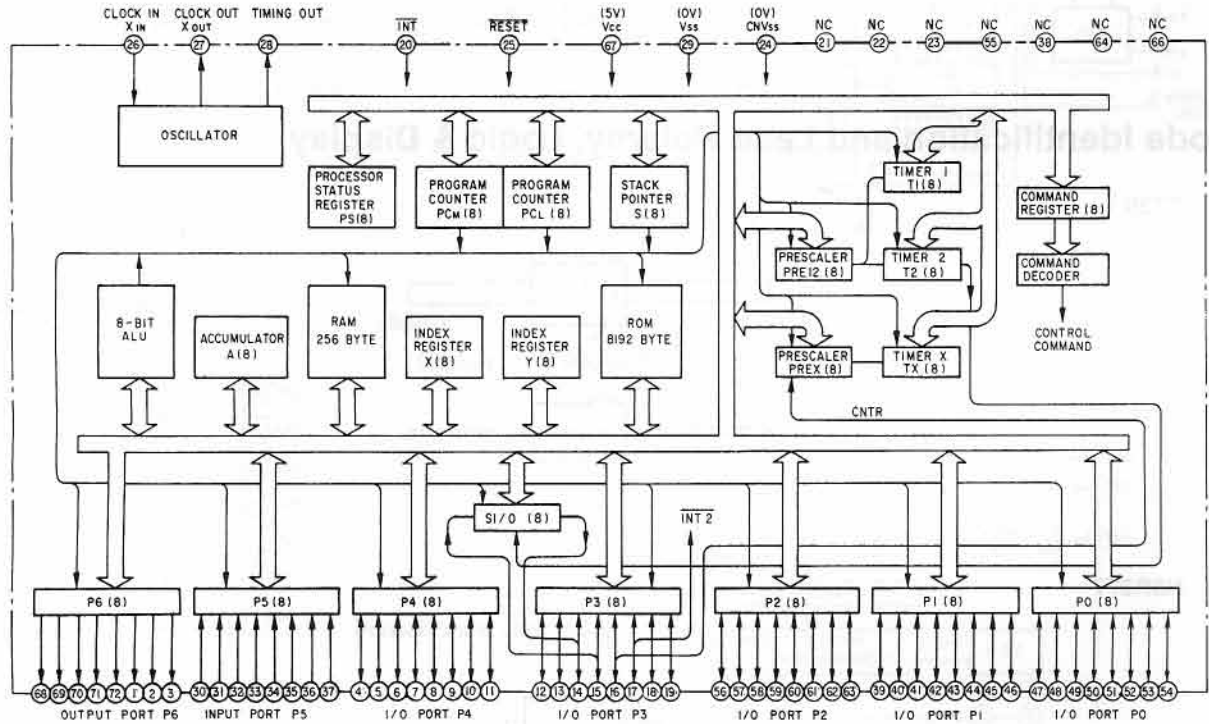 CLOCK IN CLOCK OUT TIMING OUT
XIN XOUT
INT RESET
(5V) (0V) (0V)
Vcc Vss CNVss
NC NC NC NC NC NC NC
26 27 28 20 25 67 29 24 21 22 23 55 38 64 66
OSCILLATOR
PROCESSOR
STATUS
REGISTER
PS(8)
PROGRAM
COUNTER
PCM(8)
PROGRAM
COUNTER
PCL(8)
STACK
POINTER
S(8)
TIMER 1
T1(8)
COMMAND
REGISTER(8)
PRESCALER
PRE12(8)
TIMER 2
T2(8)
COMMAND
DECODER
8-BIT
ALU
ACCUMULATOR
A(8)
RAM
256 BYTE
INDEX
REGISTER
X(8)
INDEX
REGISTER
Y(8)
ROM
8192 BYTE
CONTROL
COMMAND
PRESCALER
PREX(8)
TIMER X
TX(8)
CNTR
SI/O (8)
INT 2
P6(8) P5(8) P4(8) P3(8) P2(8) P1(8) P0(8)
68 69 70 71 72 1 2 3 30 31 32 33 34 35 36 37 4 5 6 7 8 9 10 11 12 13 14 15 16 17 18 19 56 57 58 59 60 61 62 63 39 40 41 42 43 44 45 46 47 48 49 50 51 52 53 54
OUTPUT PORT P6 INPUT PORT P5 I/O PORT P4 I/O PORT P3 I/O PORT P2 I/O PORT P1 I/O PORT P0